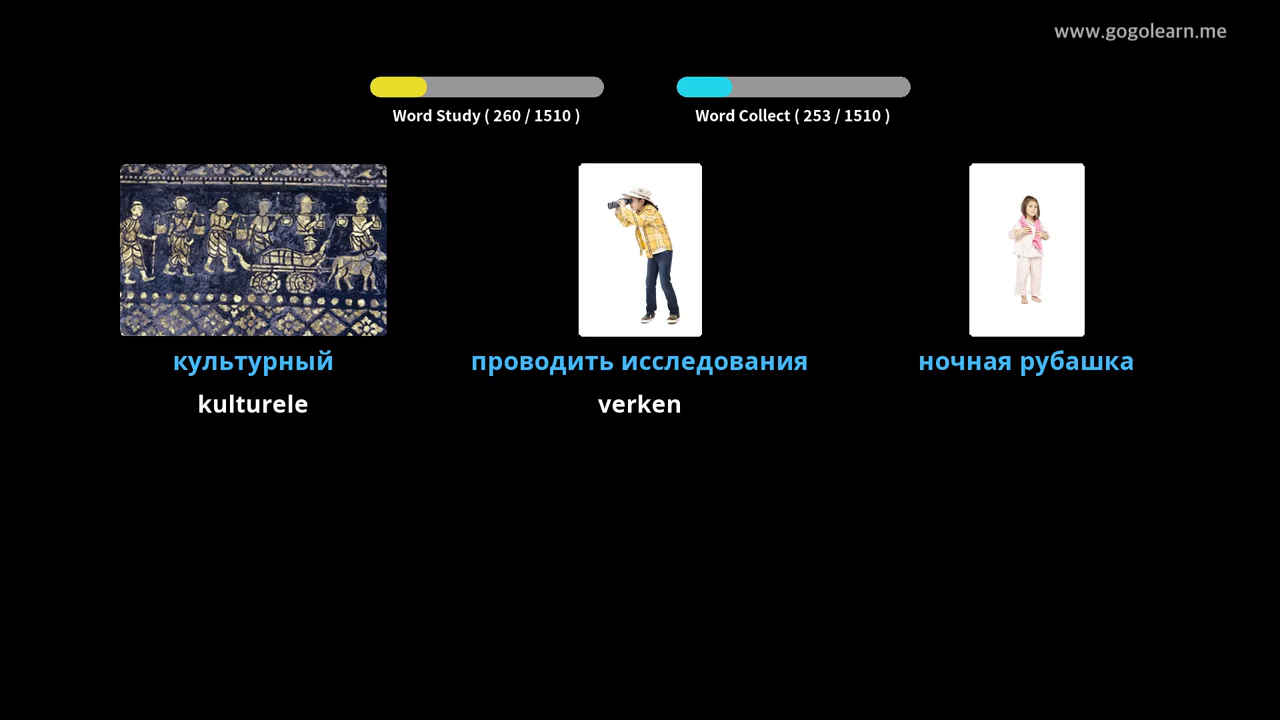 www.gogolearn.me
Word Study ( 260 / 1510 )
Word Collect ( 253 / 1510 )
культурный
проводить исследования
ночная рубашка
kulturele
verken